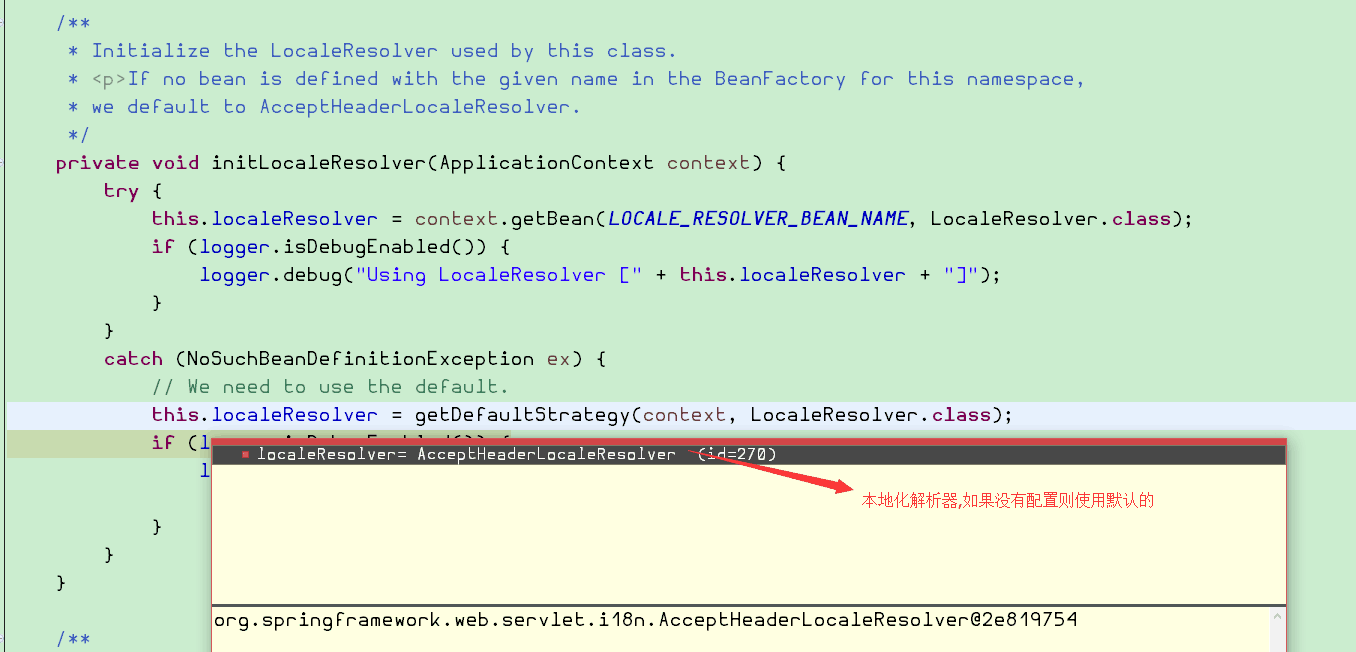 /**
* Initialize the LocaleResolver used by this class.
* <p>If no bean is defined with the given name in the BeanFactory for this namespace,
* we default to AcceptHeaderLocaleResolver.
*/
private void initLocaleResolver(ApplicationContext context) {
try {
this.localeResolver = context.getBean(LOCALE_RESOLVER_BEAN_NAME, LocaleResolver.class);
if (logger.isDebugEnabled()) {
logger.debug("Using LocaleResolver [" + this.localeResolver + "]");
}
}
catch (NoSuchBeanDefinitionException ex) {
// We need to use the default.
this.localeResolver = getDefaultStrategy(context, LocaleResolver.class);
if (l
localeResolver= AcceptHeaderLocaleResolver (id=270)
l
本地化解析器,如果没有配置则使用默认的
}
}
}
org.springframework.web.servlet.i18n.AcceptHeaderLocaleResolver@2e819754
/**